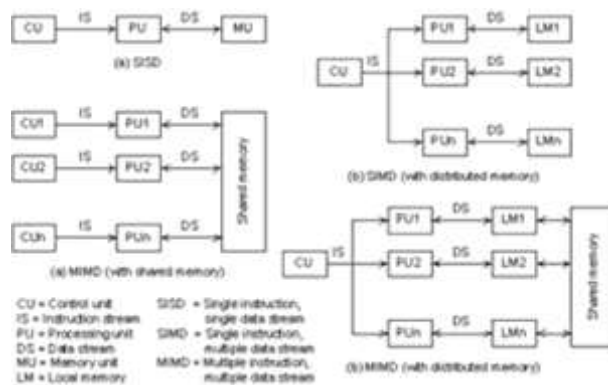 IS DS
CU PU MU
(a) SISD
IS DS
CU1 PU1
IS DS
CU2 PU2
IS DS
CUn PUn
Shared memory
(a) MIMD (with shared memory)
DS
PU1 LM1
IS DS
CU PU2 LM2
DS
PUn LMn
(b) SIMD (with distributed memory)
DS
PU1 LM1
IS DS
CU PU2 LM2
DS
PUn LMn
Shared memory
(b) MIMD (with distributed memory)
CU = Control unit
IS = Instruction stream
PU = Processing unit
DS = Data stream
MU = Memory unit
LM = Local memory
SISD = Single instruction,
single data stream
SIMD = Single instruction,
multiple data stream
MIMD = Multiple instruction,
multiple data stream